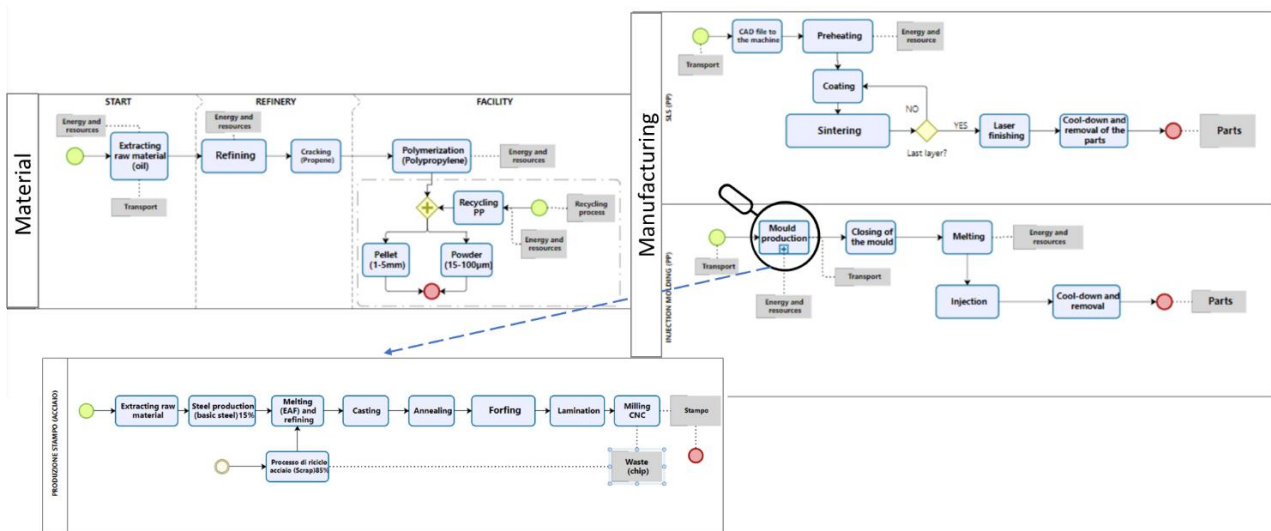 Material
START
REFINERY
FACILITY
Energy and
resources
Extracting
raw material
(oil)
Transport
Energy and
resources
Refining
Cracking
(Propene)
Polymerization
(Polypropylene)
Energy and
resources
Recycling
PP
Recycling
process
Energy and
resources
Pellet
(1-5mm)
Powder
(15-100μm)
Manufacturing
SLS (PP)
Transport
CAD file to
the machine
Preheating
Energy and
resource
Coating
NO
Sintering
YES
Last layer?
Laser
finishing
Cool-down and
removal of the
parts
Parts
INJECTION MOLDING (PP)
Transport
Mould
production
Energy and
resources
Transport
Closing of
the mould
Melting
Energy and
resources
Injection
Cool-down and
removal
Parts
PRODUZIONE STAMPO (ACCIAIO)
Extracting raw
material
Steel production
(basic steel)15%
Melting
(EAF) and
refining
Casting
Annealing
Forfing
Lamination
Milling
CNC
Stampo
Processo di riciclo
acciaio (Scrap)85%
Waste
(chip)